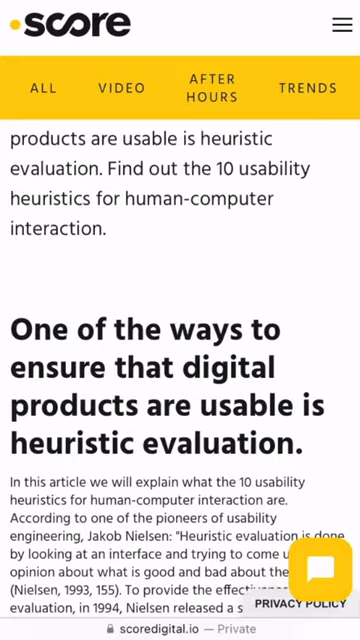 score
ALL
VIDEO
AFTER
HOURS
TRENDS
products are usable is heuristic
evaluation. Find out the 10 usability
heuristics for human-computer
interaction.
One of the ways to
ensure that digital
products are usable is
heuristic evaluation.
In this article we will explain what the 10 usability
heuristics for human-computer interaction are.
According to one of the pioneers of usability
engineering, Jakob Nielsen: "Heuristic evaluation is done
by looking at an interface and trying to come u
opinion about what is good and bad about the
(Nielsen, 1993, 155). To provide the
evaluation, in 1994, Nielsen released a s
PRIVACY POLICY
scoredigital.io — Private